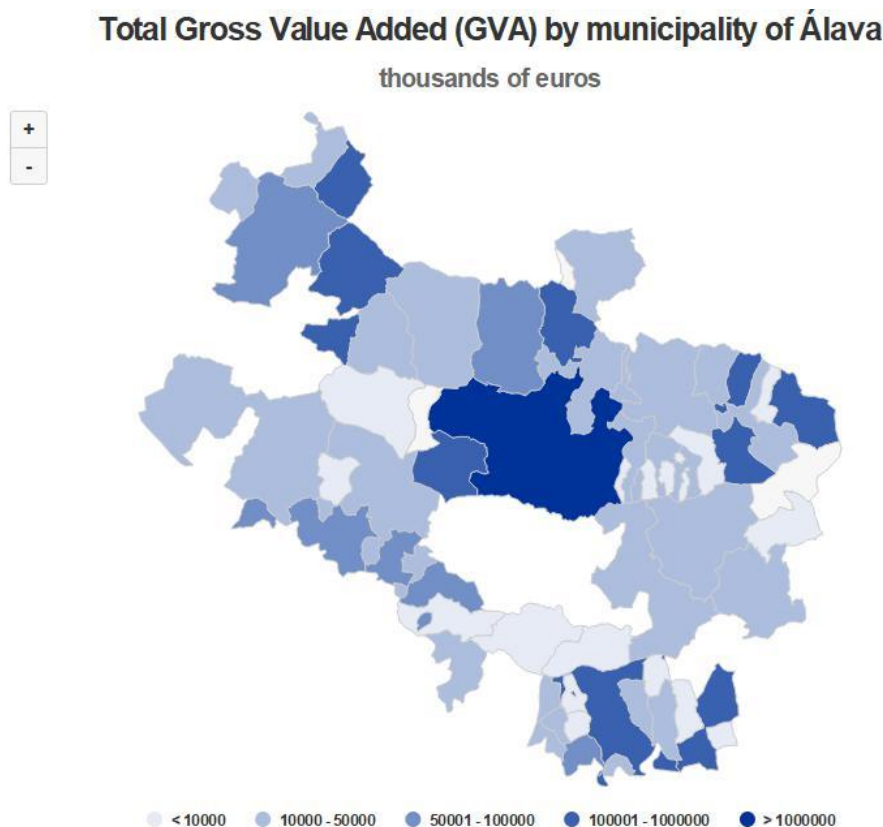 Total Gross Value Added (GVA) by municipality of Álava
thousands of euros
+
-
< 10000 10000 - 50000 50001 - 100000 100001 - 1000000 > 1000000